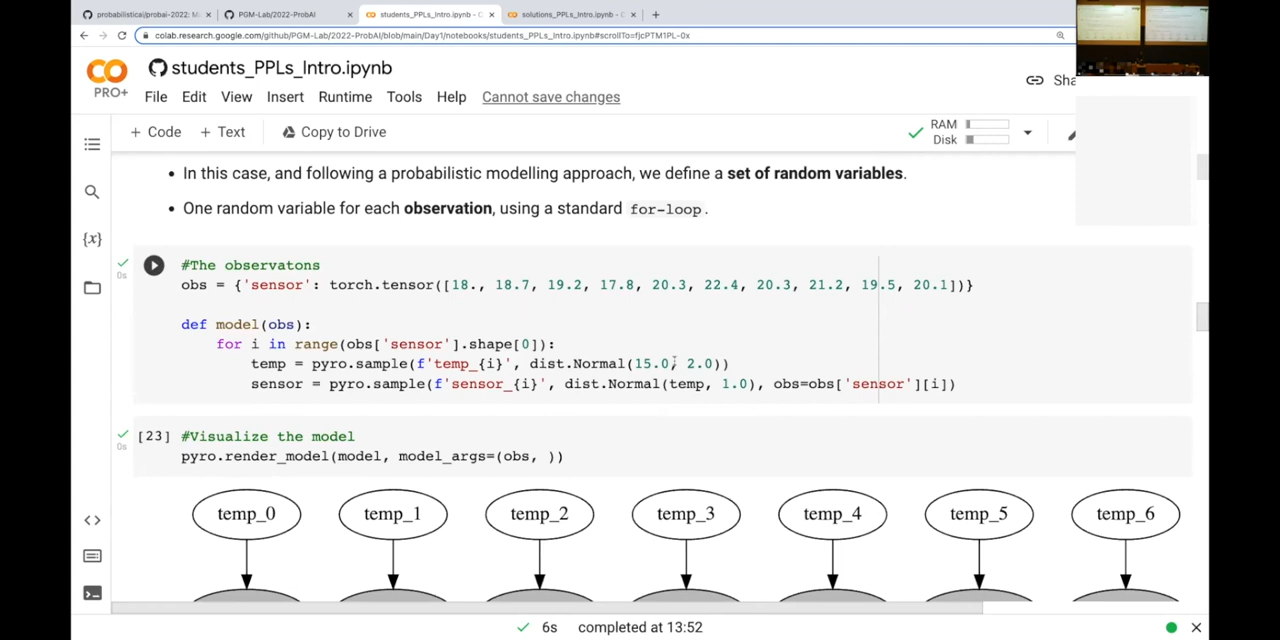 probabilisticai/probai-2022: M
PGM-Lab/2022-ProbAI
students_PPLs_Intro.ipynb - C
solutions_PPLs_Intro.ipynb - C
colab.research.google.com/github/PGM-Lab/2022-ProbAI/blob/main/Day1/notebooks/students_PPLs_Intro.ipynb#scrollTo=fjcPTM1PL-0x
PRO+
students_PPLs_Intro.ipynb
File Edit View Insert Runtime Tools Help Cannot save changes
Sha
+ Code + Text Copy to Drive
RAM
Disk
• In this case, and following a probabilistic modelling approach, we define a set of random variables.
• One random variable for each observation, using a standard for-loop.
0s
#The observatons
obs = {'sensor': torch.tensor([18., 18.7, 19.2, 17.8, 20.3, 22.4, 20.3, 21.2, 19.5, 20.1])}
def model(obs):
for i in range(obs['sensor'].shape[0]):
temp = pyro.sample(f'temp_{i}', dist.Normal(15.0, 2.0))
sensor = pyro.sample(f'sensor_{i}', dist.Normal(temp, 1.0), obs=obs['sensor'][i])
0s
[23] #Visualize the model
pyro.render_model(model, model_args=(obs, ))
temp_0 temp_1 temp_2 temp_3 temp_4 temp_5 temp_6
6s completed at 13:52